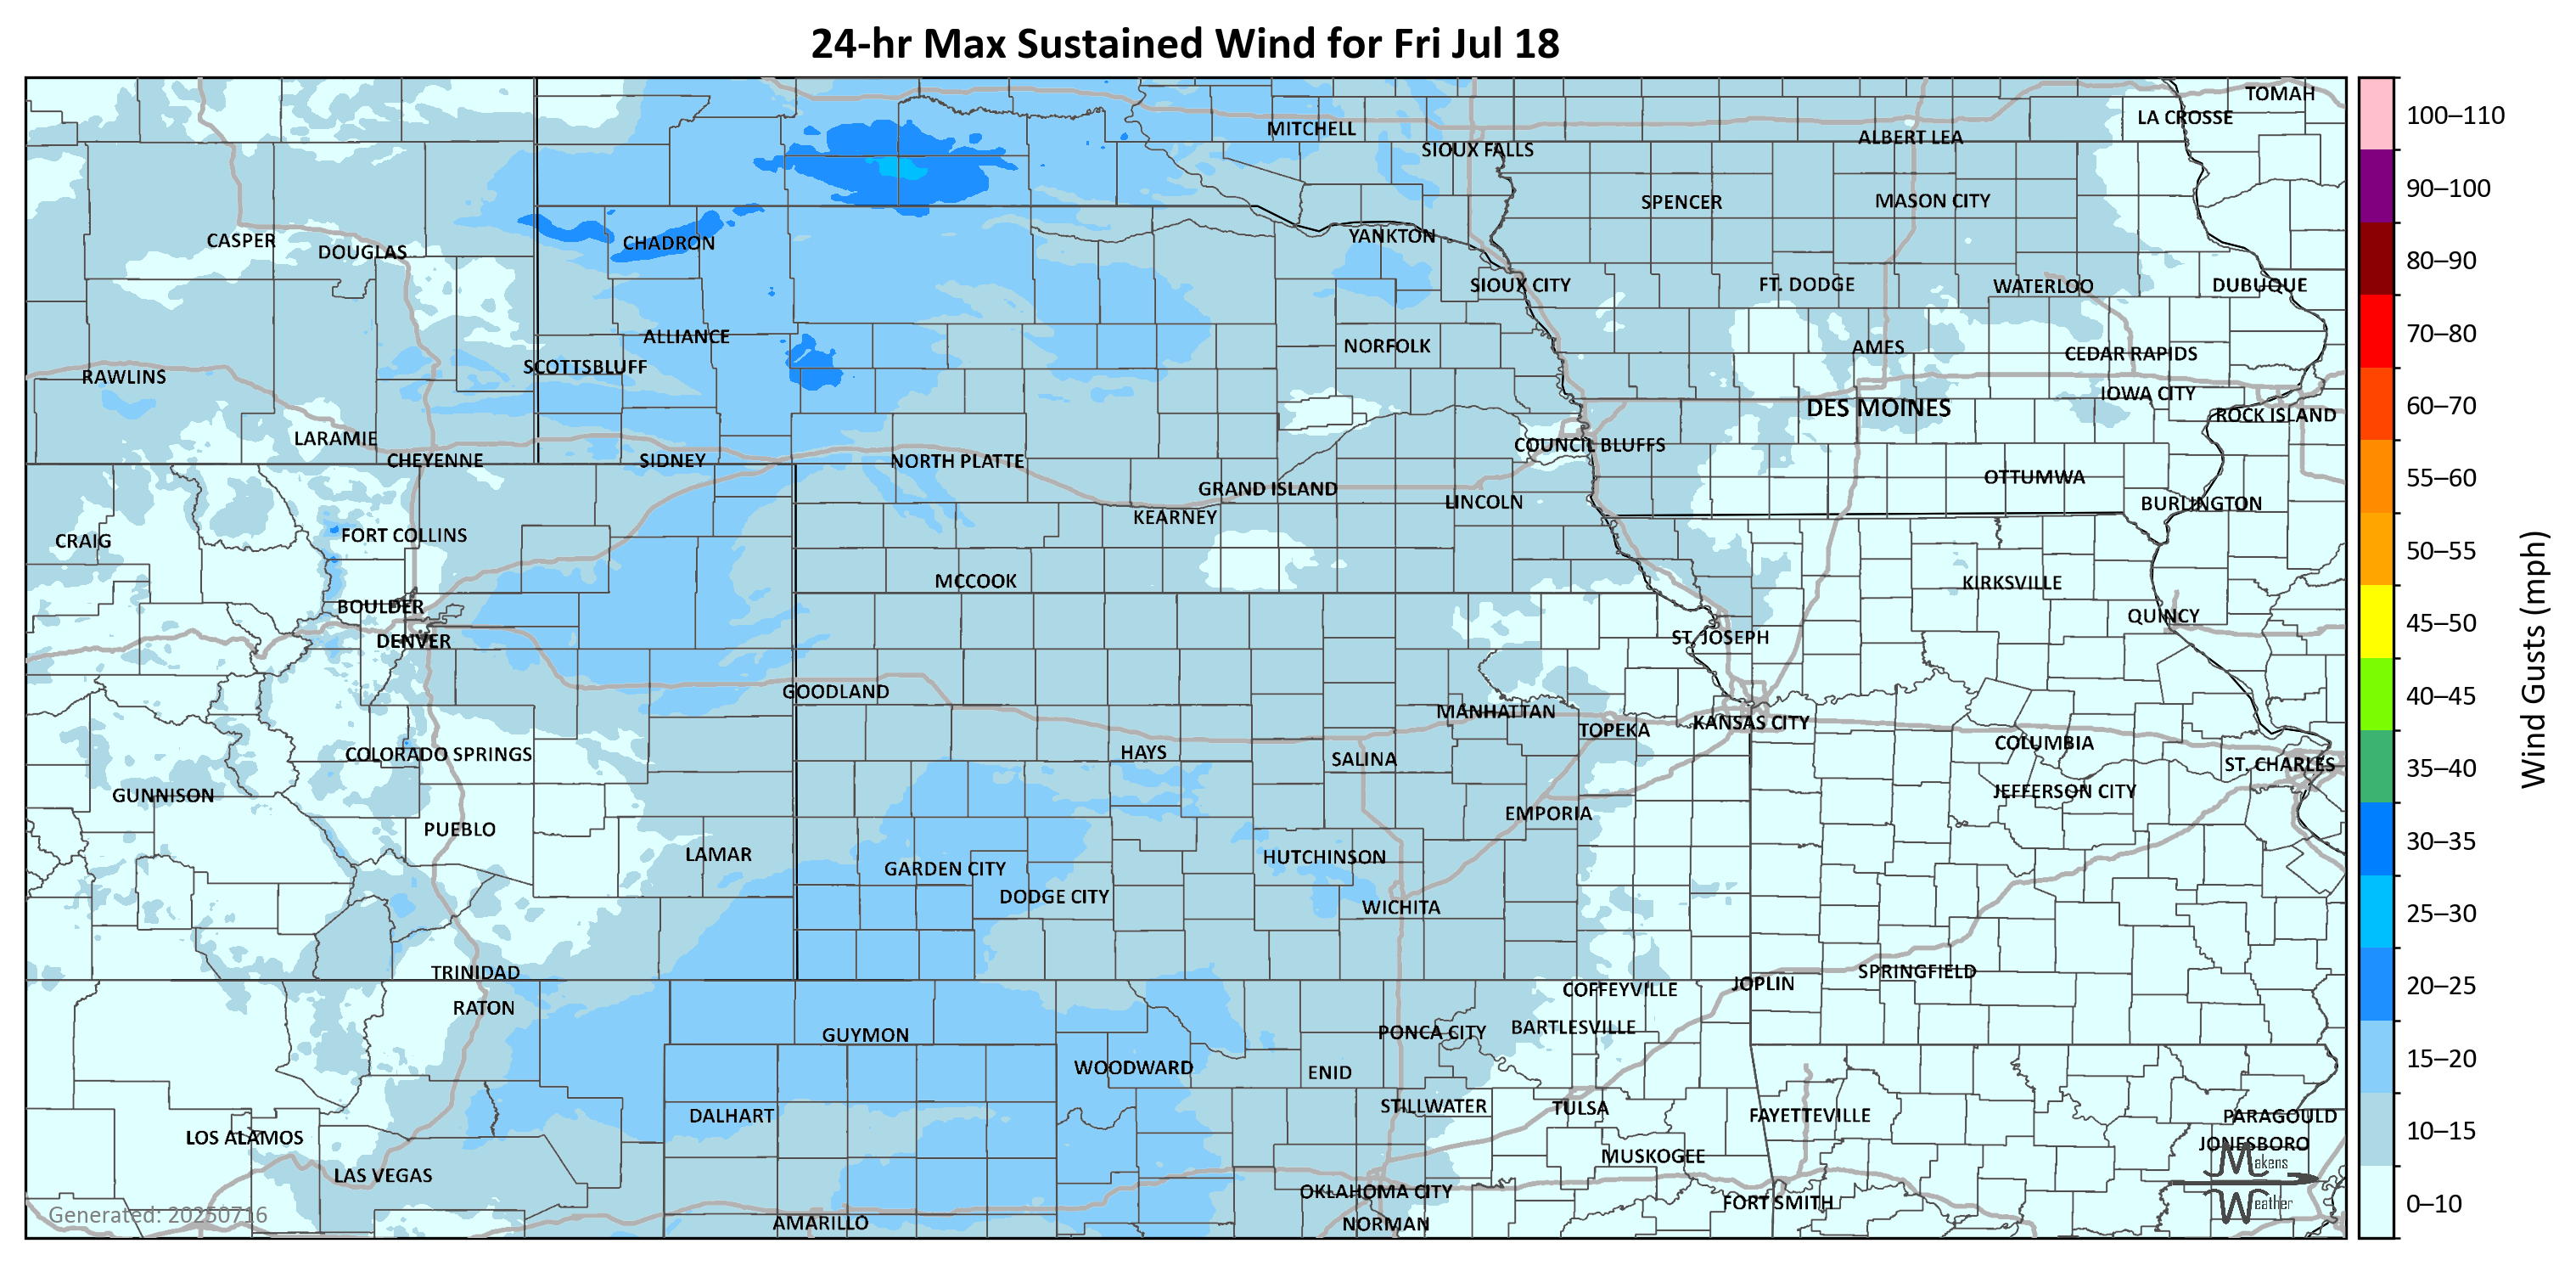 24-hr Max Sustained Wind for Fri Jul 18
TOMAH
LA CROSSE
MITCHELL
ALBERT LEA
SIOUX FALLS
SPENCER
MASON CITY
CASPER
DOUGLAS
CHADRON
YANKTON
SIOUX CITY
FT. DODGE
WATERLOO
DUBUQUE
ALLIANCE
NORFOLK
AMES
CEDAR RAPIDS
SCOTTSBLUFF
RAWLINS
IOWA CITY
DES MOINES
ROCK ISLAND
LARAMIE
COUNCIL BLUFFS
CHEYENNE
SIDNEY
NORTH PLATTE
OTTUMWA
GRAND ISLAND
LINCOLN
BURLINGTON
KEARNEY
CRAIG
FORT COLLINS
MCCOOK
KIRKSVILLE
BOULDER
QUINCY
DENVER
ST. JOSEPH
GOODLAND
MANHATTAN
TOPEKA
KANSAS CITY
COLORADO SPRINGS
HAYS
SALINA
COLUMBIA
ST. CHARLES
GUNNISON
JEFFERSON CITY
EMPORIA
PUEBLO
LAMAR
HUTCHINSON
GARDEN CITY
DODGE CITY
WICHITA
TRINIDAD
SPRINGFIELD
JOPLIN
COFFEYVILLE
RATON
GUYMON
PONCA CITY
BARTLESVILLE
WOODWARD
ENID
DALHART
STILLWATER
TULSA
FAYETTEVILLE
PARAGOULD
LOS ALAMOS
JONESBORO
MUSKOGEE
LAS VEGAS
OKLAHOMA CITY
FORT SMITH
AMARILLO
NORMAN
Generated: 20250716
Makens
Weather
100–110
90–100
80–90
70–80
60–70
55–60
50–55
45–50
40–45
35–40
30–35
25–30
20–25
15–20
10–15
0–10
Wind Gusts (mph)